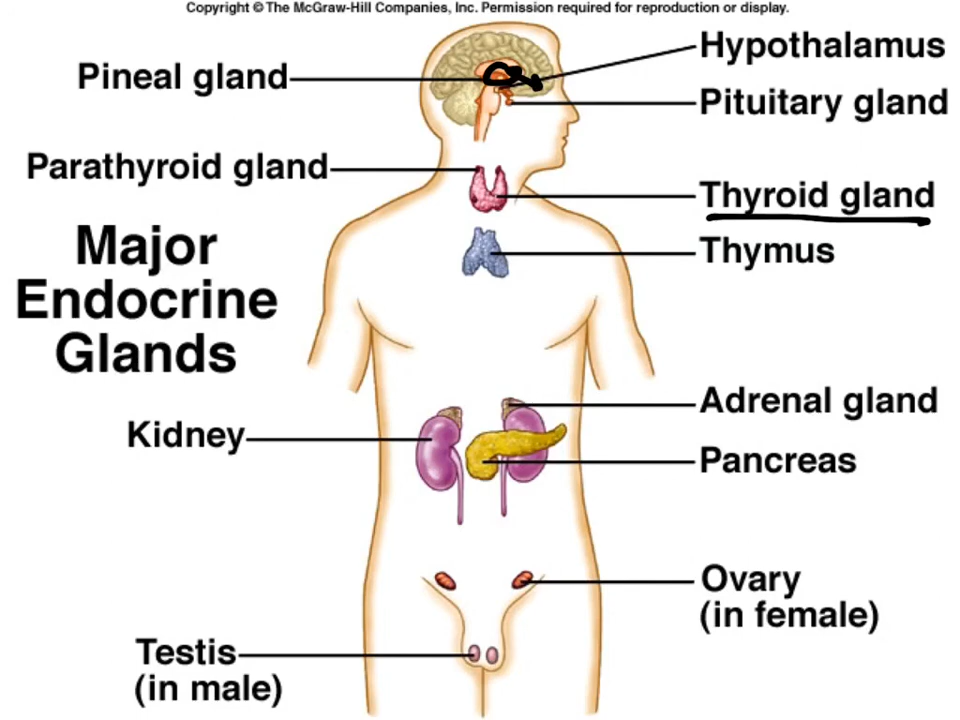 Copyright © The McGraw-Hill Companies, Inc. Permission required for reproduction or display.
Pineal gland
Hypothalamus
Pituitary gland
Parathyroid gland
Thyroid gland
Thymus
Major
Endocrine
Glands
Adrenal gland
Kidney
Pancreas
Ovary
(in female)
Testis
(in male)